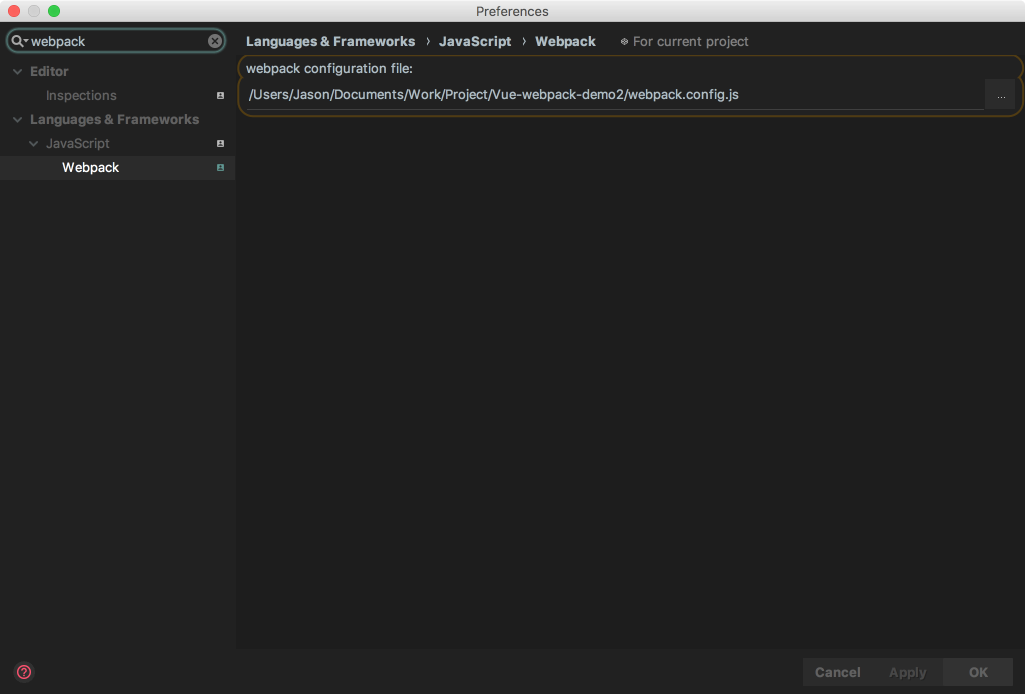 Preferences
webpack
Editor
Inspections
Languages & Frameworks
JavaScript
Webpack
Languages & Frameworks › JavaScript › Webpack For current project
webpack configuration file:
/Users/Jason/Documents/Work/Project/Vue-webpack-demo2/webpack.config.js
...
?
Cancel Apply OK